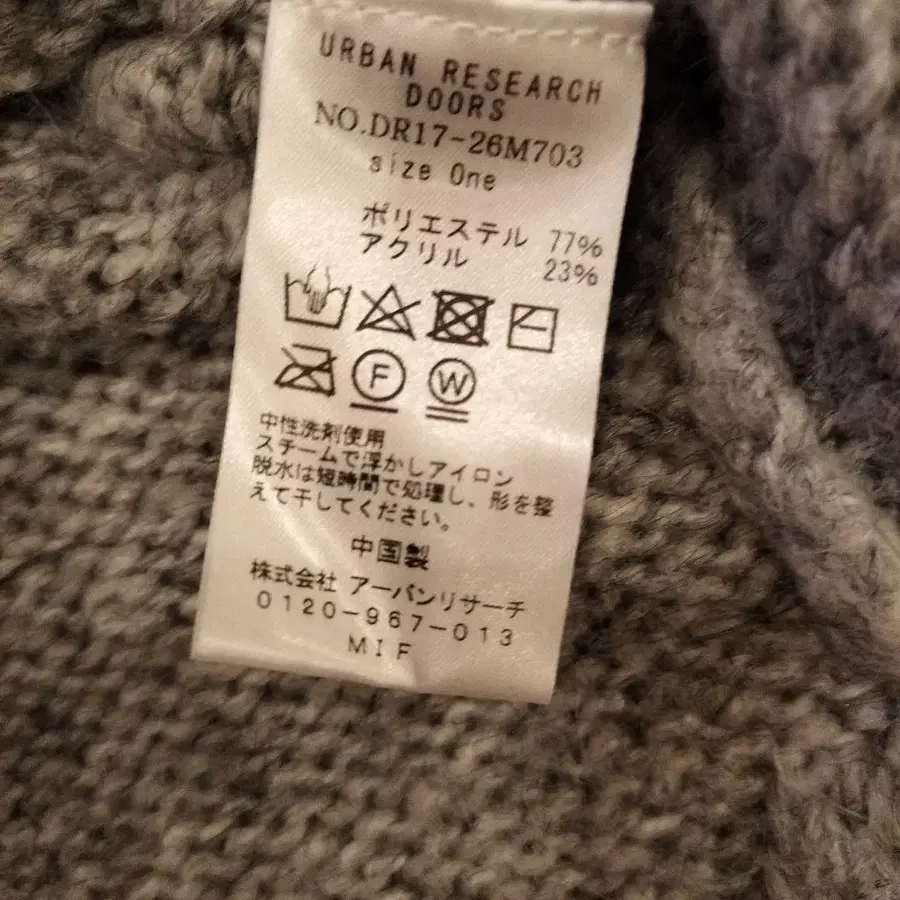 URBAN RESEARCH
DOORS
NO.DR17-26M703
size One
ポリエステル 77%
アクリル 23%
F W
中性洗剤使用
スチームで浮かしアイロン
脱水は短時間で処理し、形を整
えて干してください。
中国製
株式会社 アーバンリサーチ
0120-967-013
MIF